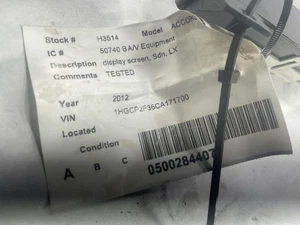 Stock # H3514 Model ACCO
IC # 50740 BA/V Equipment
Description display screen, Sdn, LX
Comments TESTED
Year 2012
VIN 1HGCP2F36CA171700
Located
Condition
A B C
0500284407